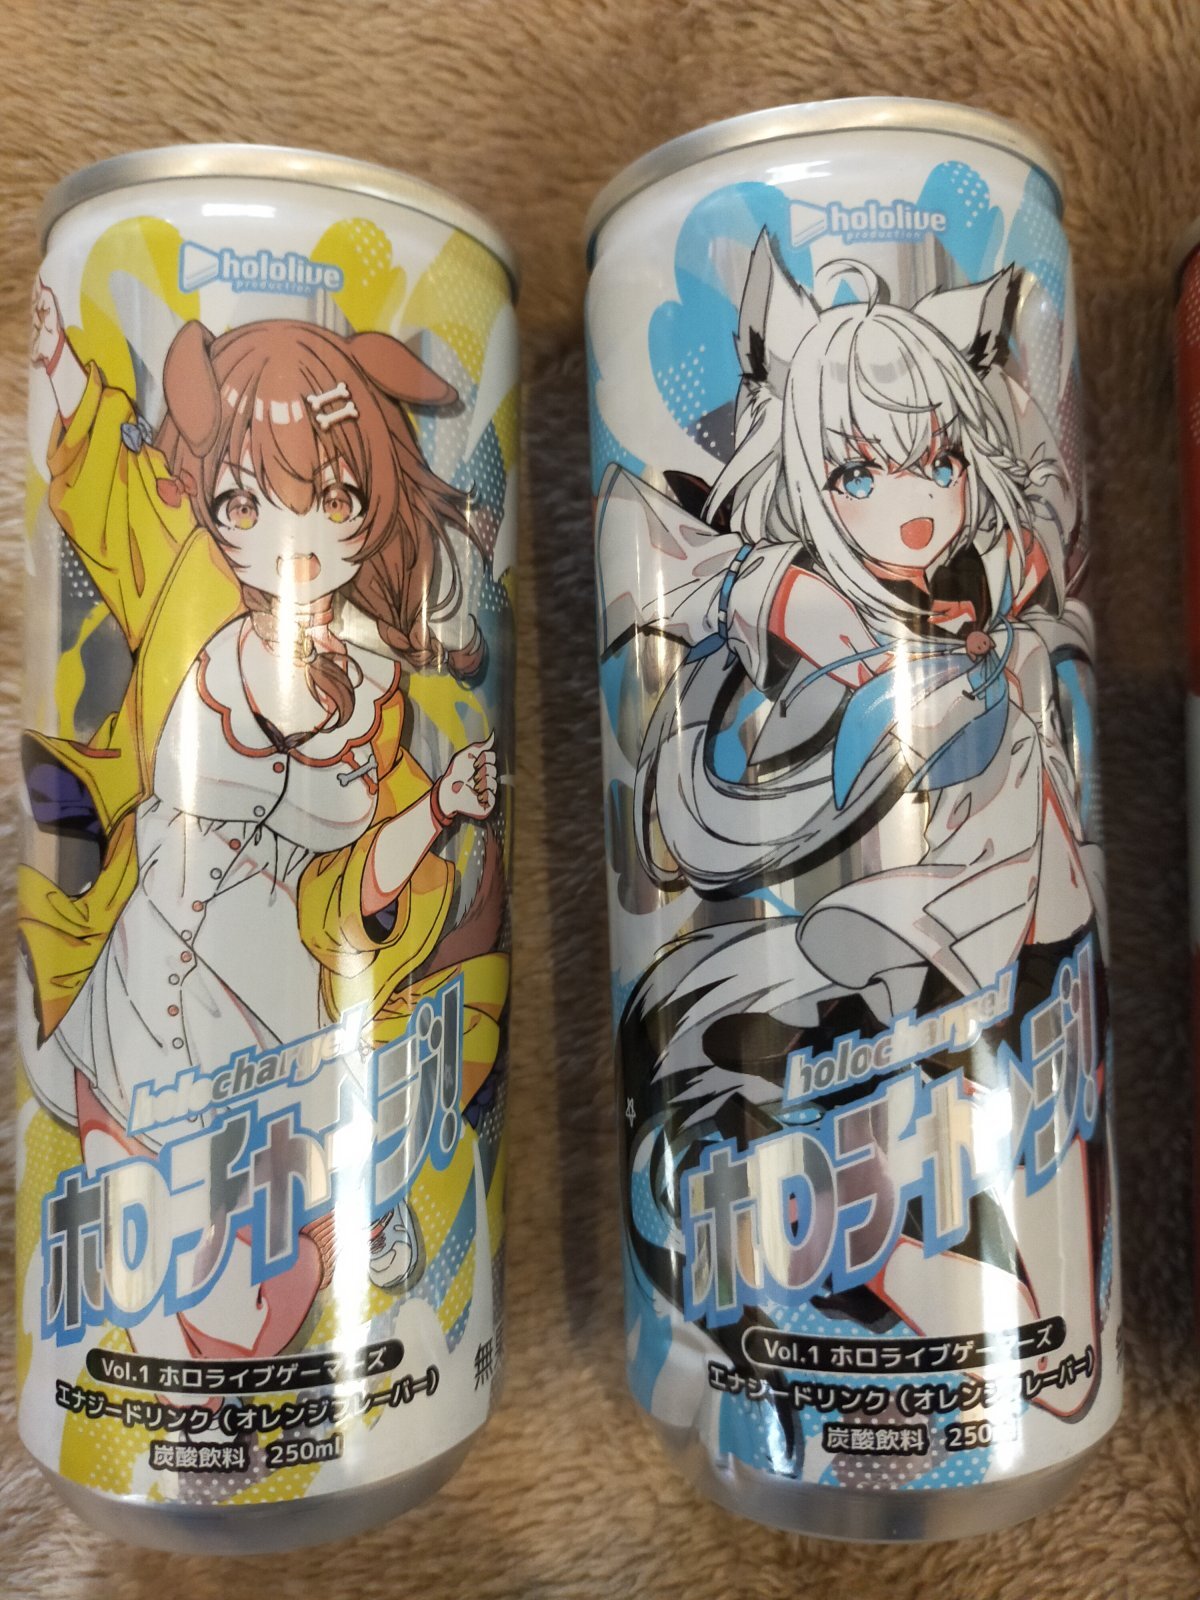 hololive
production
holocharge!
ホロチャージ!
Vol.1 ホロライブゲーマーズ
エナジードリンク(オレンジフレーバー)
炭酸飲料 250ml
無
hololive
production
holocharge!
ホロチャージ!
Vol.1 ホロライブゲーマーズ
エナジードリンク(オレンジフレーバー)
炭酸飲料 250ml